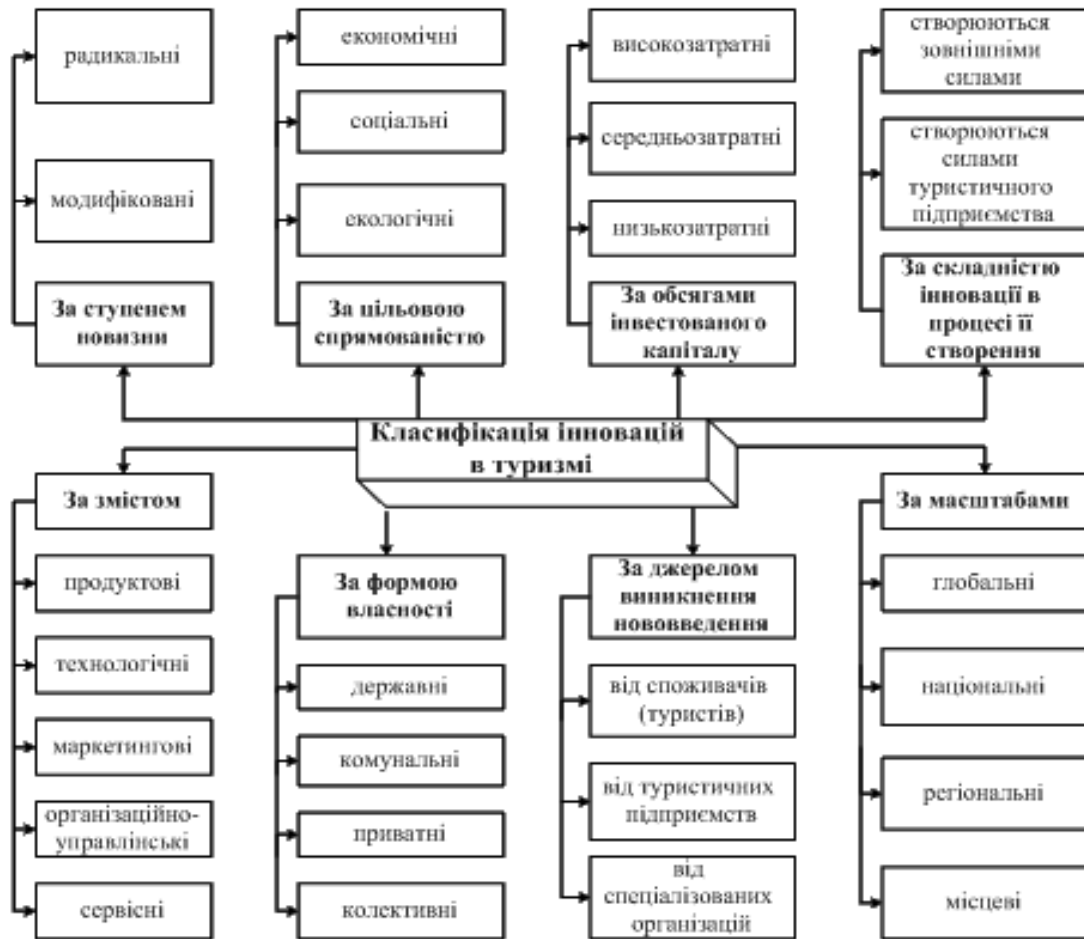 радикальні
модифіковані
За ступенем
новизни
економічні
соціальні
екологічні
За цільовою
спрямованістю
високозатратні
середньозатратні
низькозатратні
За обсягами
інвестованого
капіталу
створюються
зовнішніми
силами
створюються
силами
туристичного
підприємства
За складністю
інновації в
процесі її
створення
Класифікація інновацій
в туризмі
За змістом
продуктові
технологічні
маркетингові
організаційно-
управлінські
сервісні
За формою
власності
державні
комунальні
приватні
колективні
За джерелом
виникнення
нововведення
від споживачів
(туристів)
від туристичних
підприємств
від
спеціалізованих
організацій
За масштабами
глобальні
національні
регіональні
місцеві